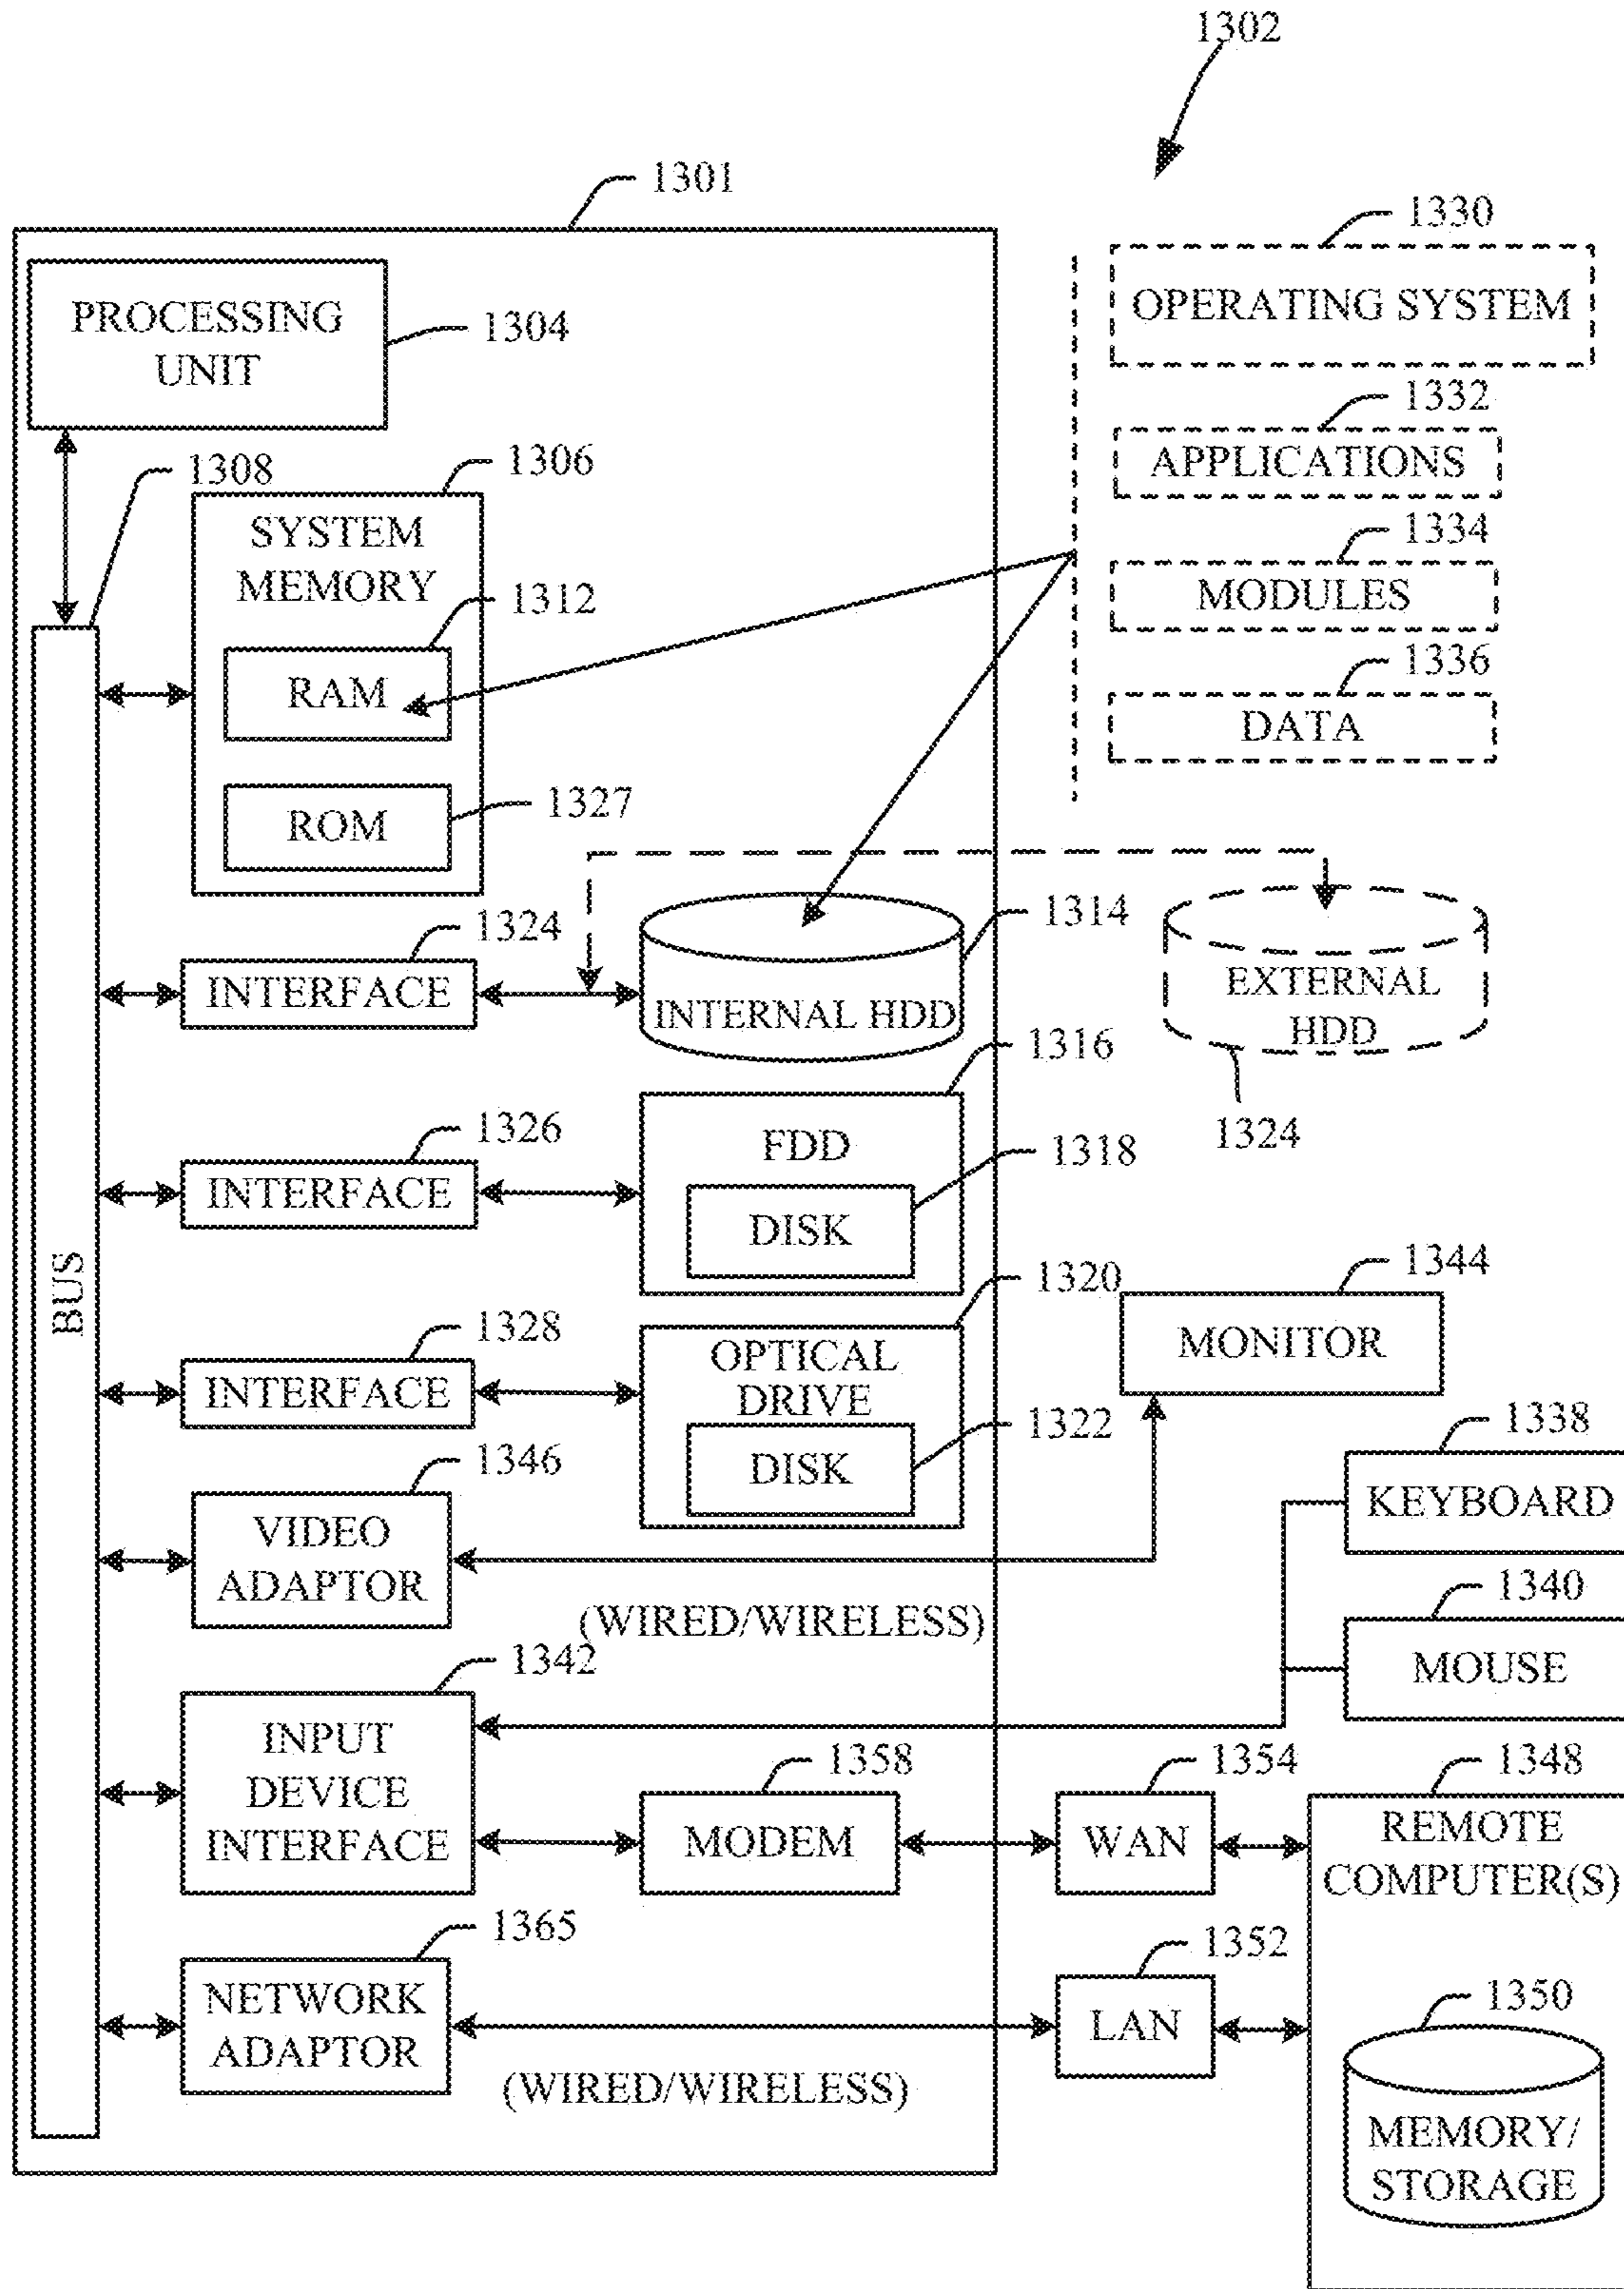 1302
1301
1330
OPERATING SYSTEM
PROCESSING
UNIT
1304
1332
APPLICATIONS
1308
1306
SYSTEM
MEMORY
1334
MODULES
1312
RAM
1336
DATA
1327
ROM
1324
INTERFACE
1314
INTERNAL HDD
EXTERNAL
HDD
1324
1316
FDD
1326
INTERFACE
1318
DISK
BUS
1320
1344
MONITOR
1328
INTERFACE
OPTICAL
DRIVE
1322
DISK
1338
KEYBOARD
1346
VIDEO
ADAPTOR
(WIRED/WIRELESS)
1340
MOUSE
1342
INPUT
DEVICE
INTERFACE
1358
MODEM
1354
WAN
1348
REMOTE
COMPUTER(S)
1365
NETWORK
ADAPTOR
(WIRED/WIRELESS)
1352
LAN
1350
MEMORY/
STORAGE